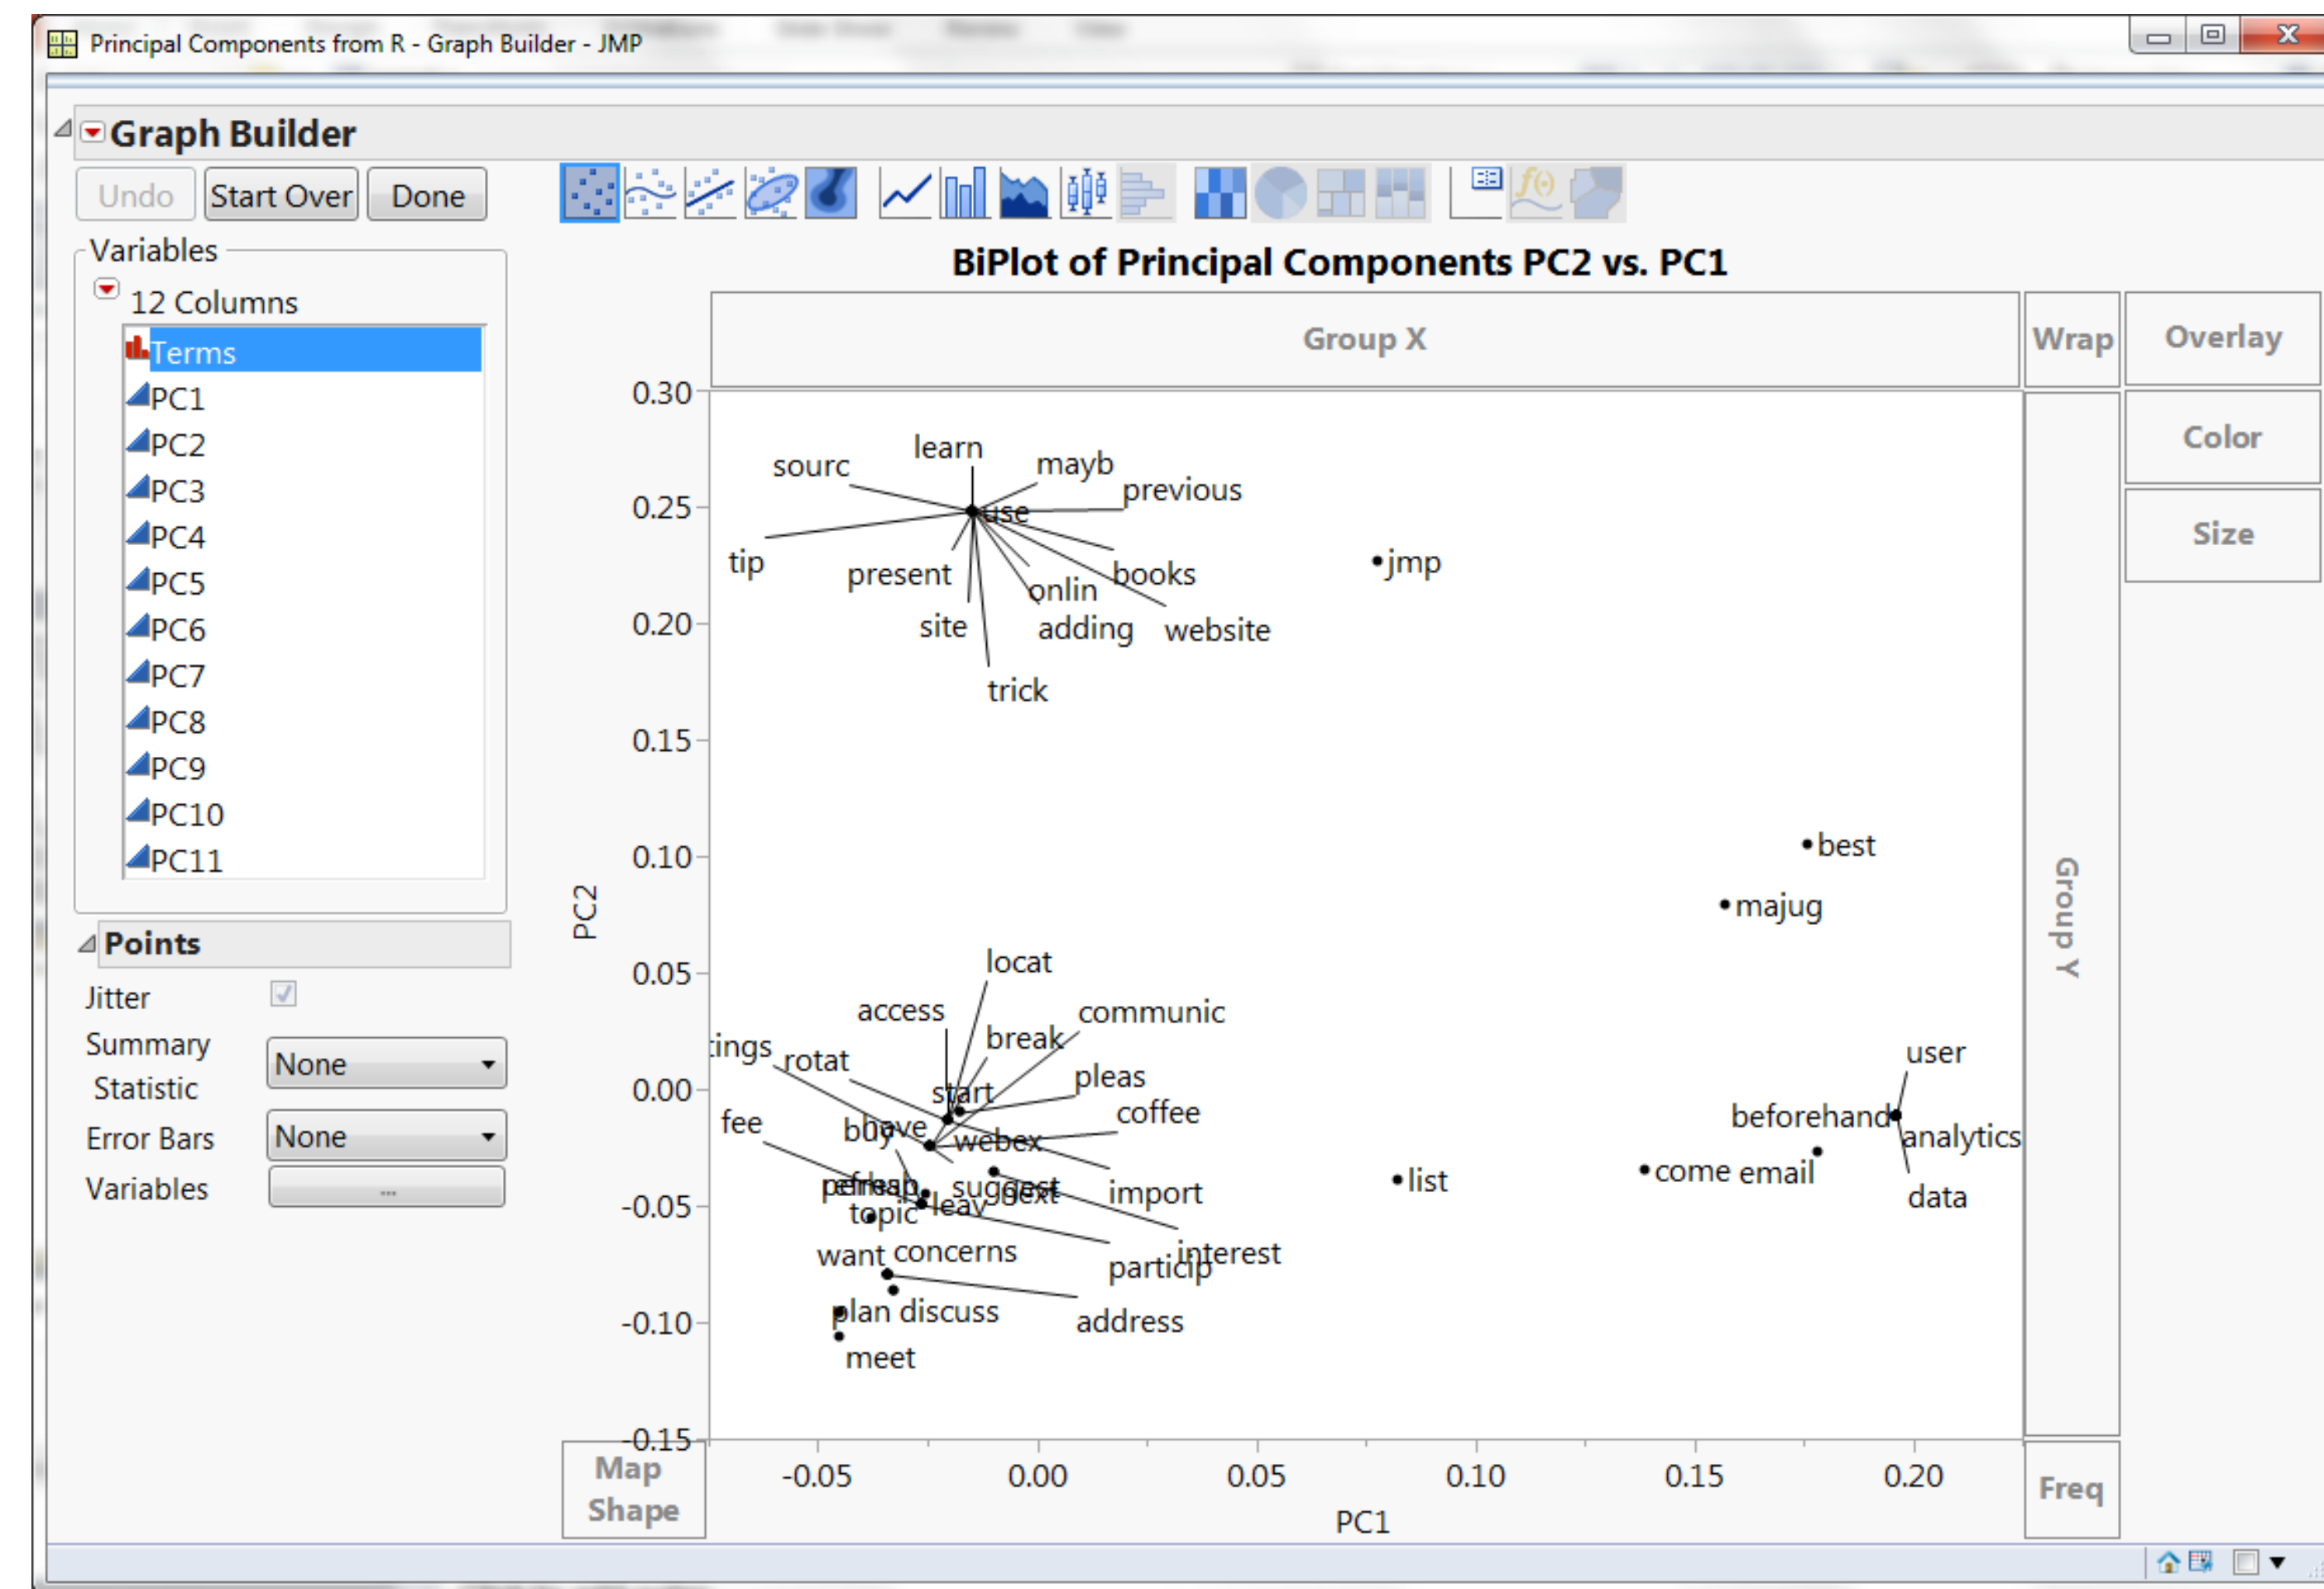 Principal Components from R - Graph Builder - JMP
Graph Builder
Undo Start Over Done
Variables
12 Columns
Terms
PC1
PC2
PC3
PC4
PC5
PC6
PC7
PC8
PC9
PC10
PC11
Points
Jitter
Summary Statistic None
Error Bars None
Variables ...
BiPlot of Principal Components PC2 vs. PC1
Group X
Wrap
Overlay
Color
Size
Group Y
Freq
Map Shape
PC2
0.30
0.25
0.20
0.15
0.10
0.05
0.00
-0.05
-0.10
-0.15
learn
sourc
mayb
previous
use
tip
present
onlin
books
jmp
site
adding
website
trick
best
majug
locat
access
communic
break
tings
rotat
start
pleas
user
fee
coffee
beforehand
buy
have
webex
analytics
come
email
list
suggest
next
import
leav
data
topic
want
concerns
interest
particip
plan
discuss
address
meet
-0.05 0.00 0.05 0.10 0.15 0.20
PC1